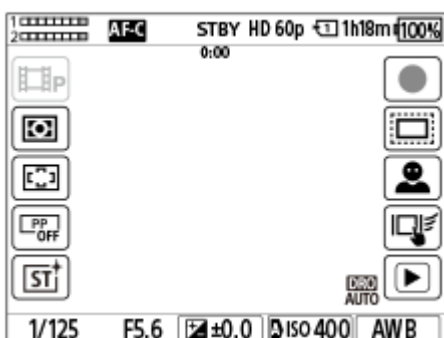 1
2
AF-C STBY HD 60p 1 1h18m 100%
0:00
P
PP
OFF
ST
DRO
AUTO
1/125 F5.6 ±0.0 ISO 400 AWB